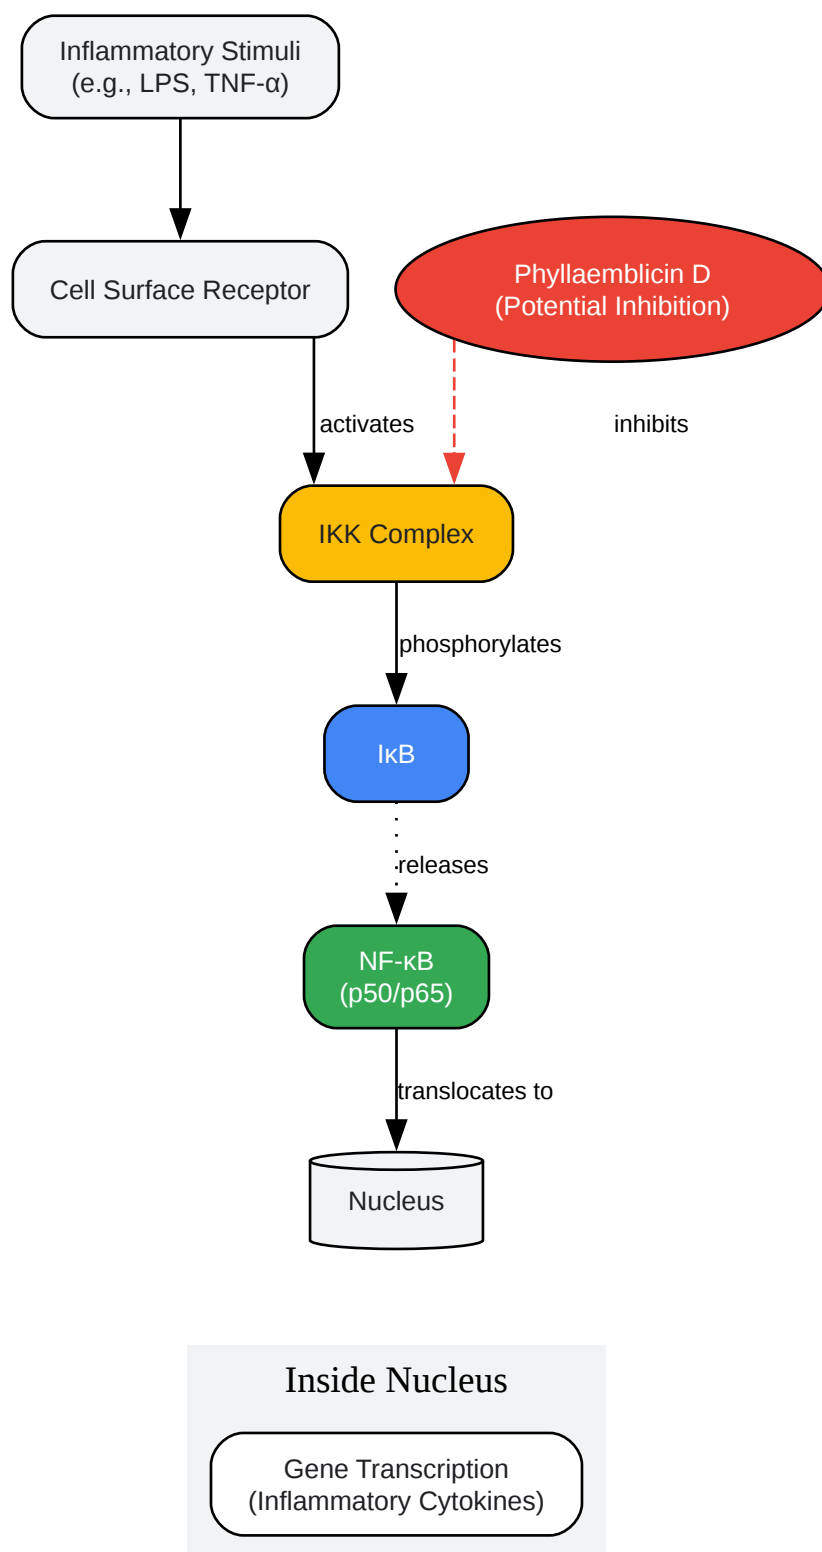 Inflammatory Stimuli
(e.g., LPS, TNF-α)
Cell Surface Receptor
Phyllaemblicin D
(Potential Inhibition)
activates
inhibits
IKK Complex
phosphorylates
IκB
releases
NF-κB
(p50/p65)
translocates to
Nucleus
Inside Nucleus
Gene Transcription
(Inflammatory Cytokines)